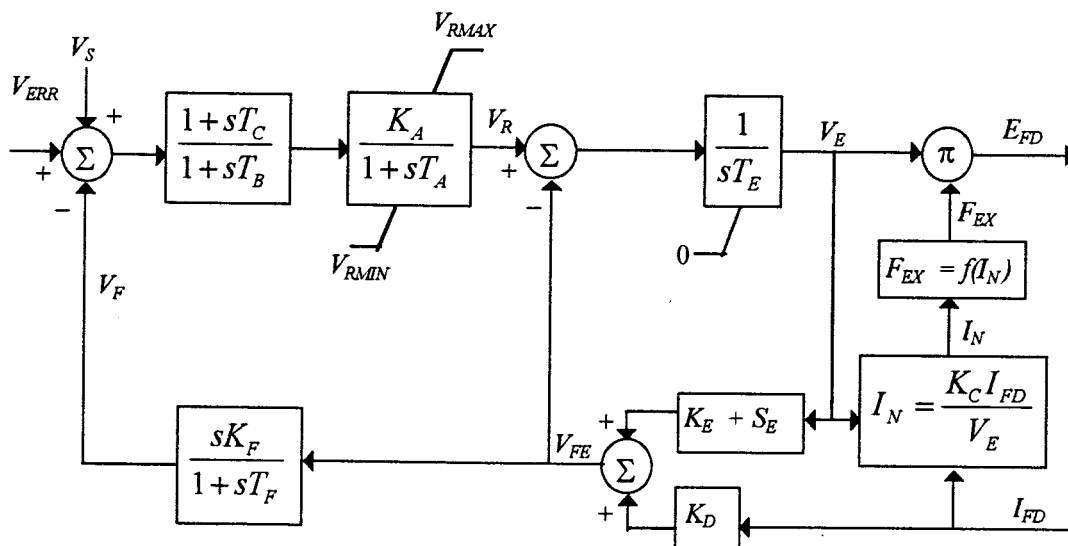 V_RMAX
V_S
V_ERR
+
+
−
Σ
1 + sT_C
1 + sT_B
K_A
1 + sT_A
V_RMIN
V_R
+
−
Σ
1
sT_E
0
V_E
π
E_FD
F_EX
F_EX = f(I_N)
I_N
I_N = K_C I_FD
V_E
V_F
sK_F
1 + sT_F
V_FE
+
+
Σ
K_E + S_E
K_D
I_FD